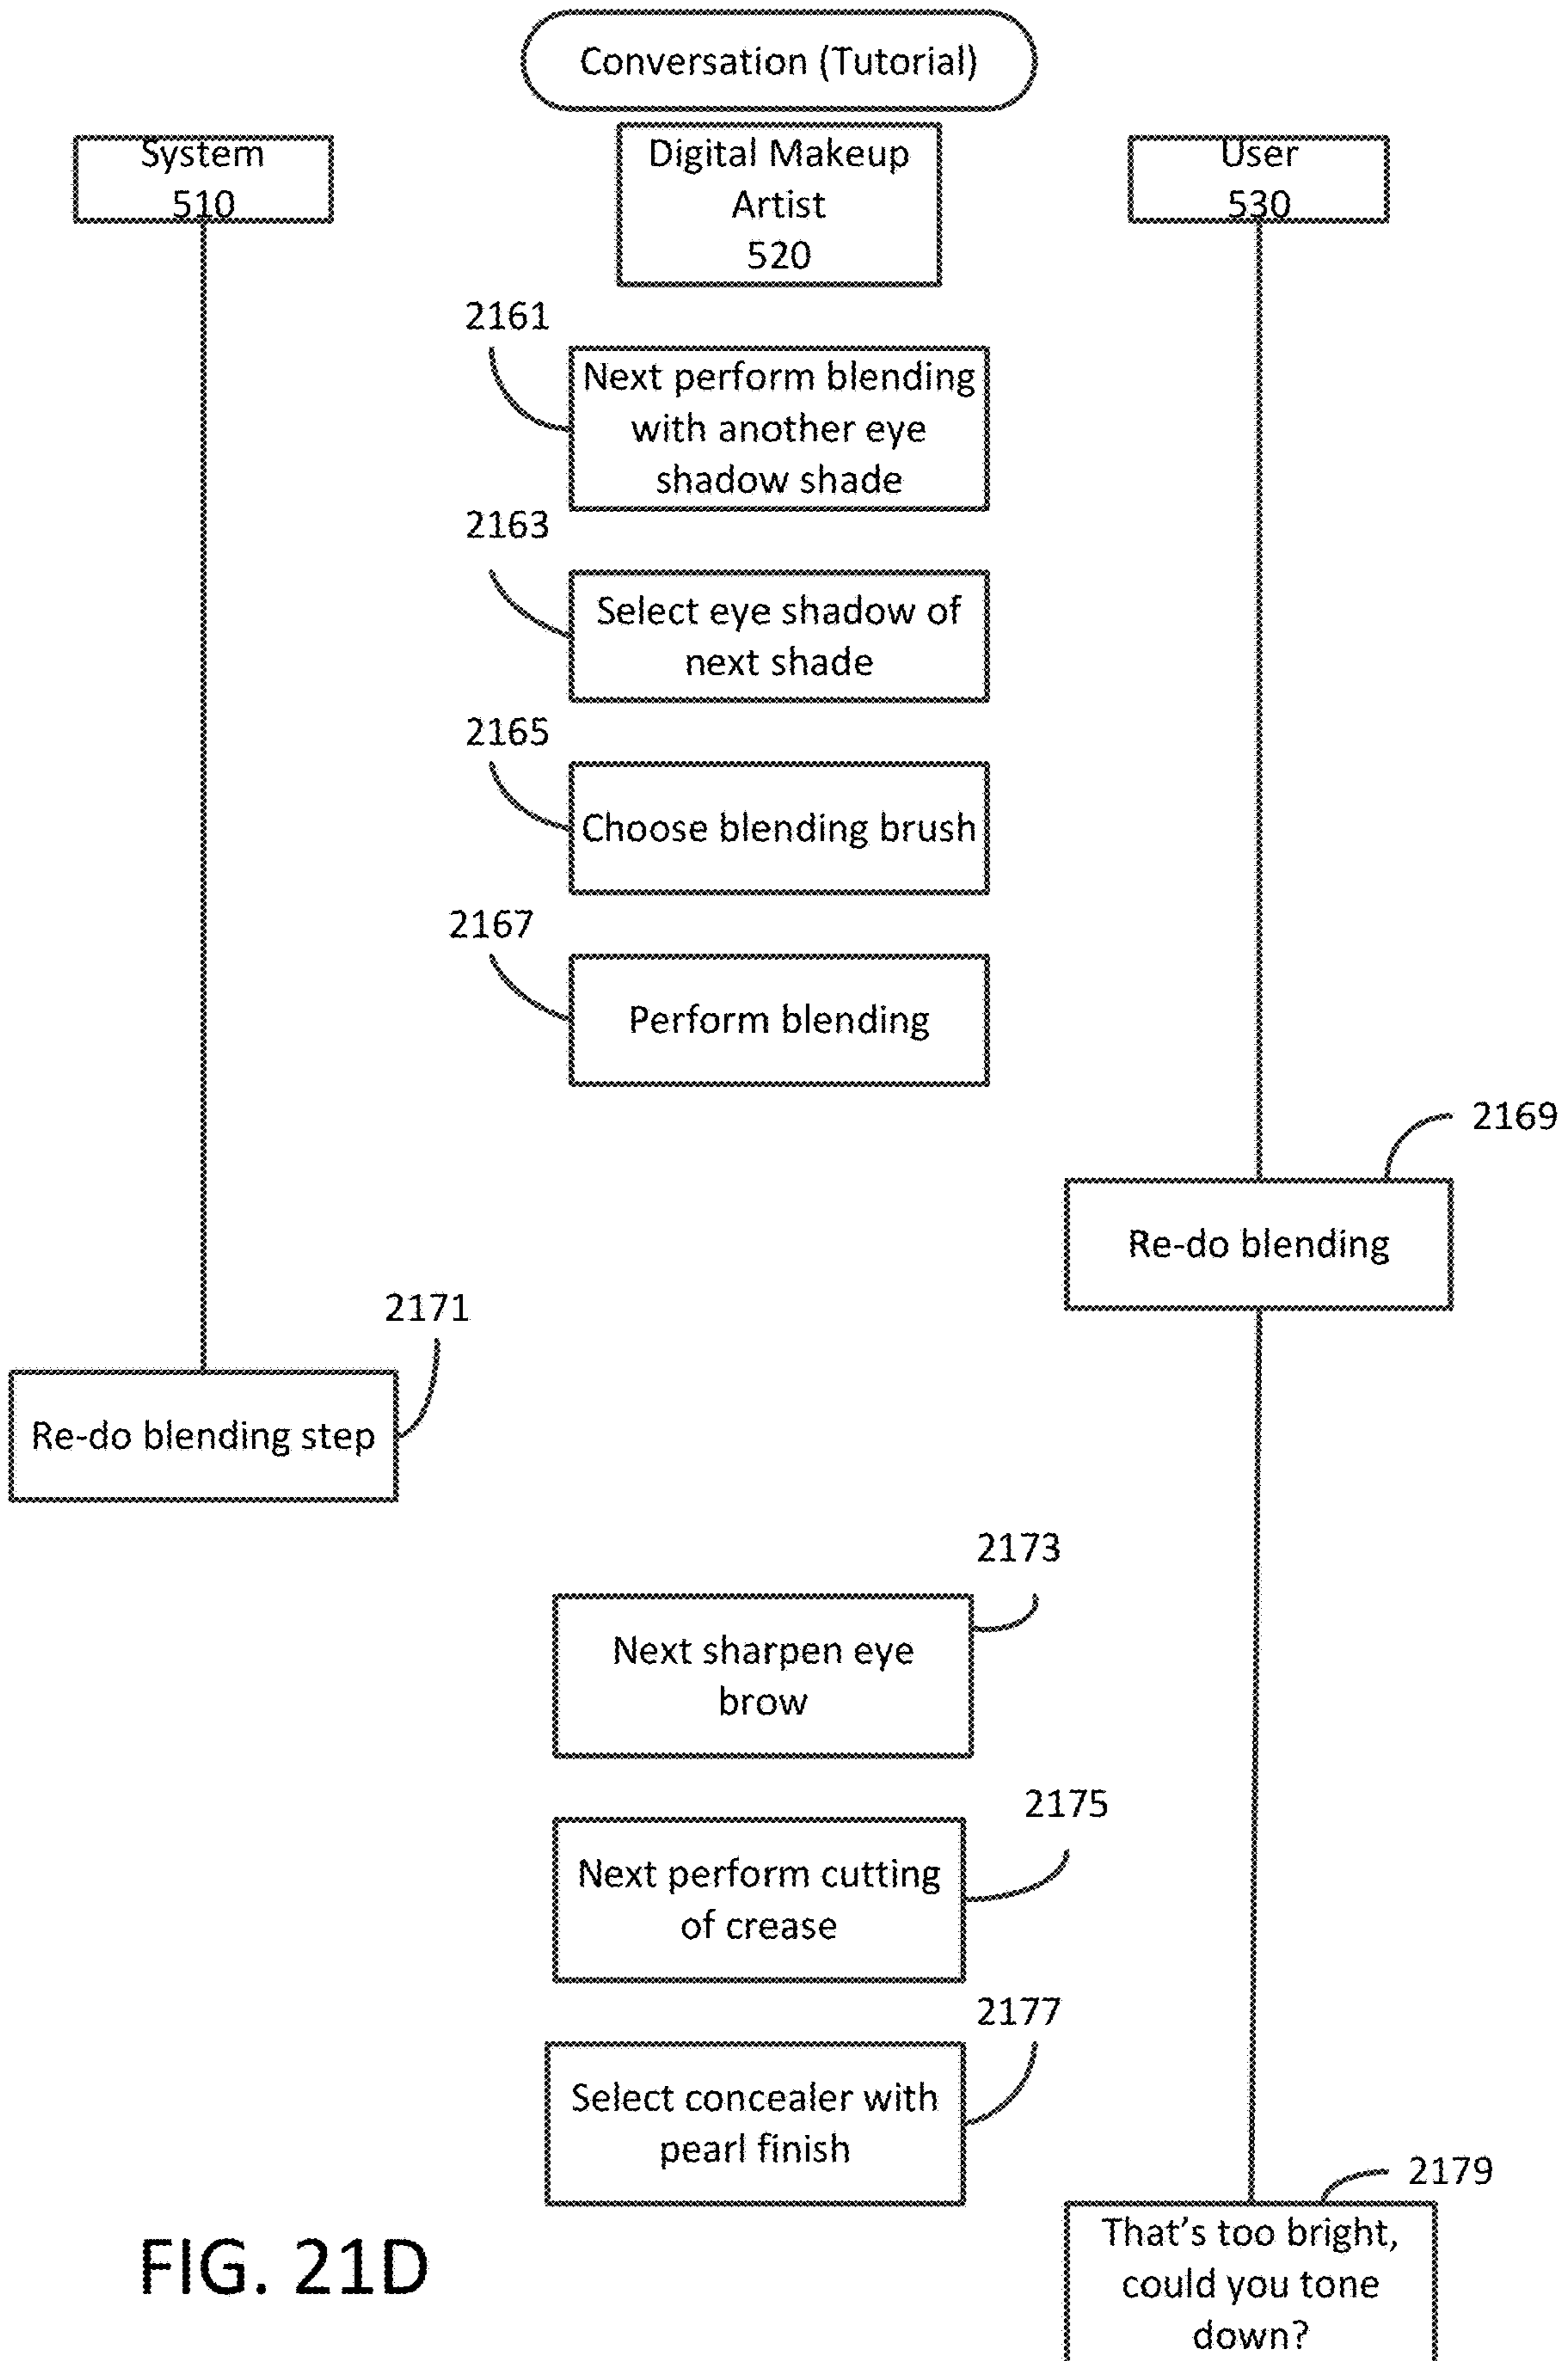 Conversation (Tutorial)
System
510
Digital Makeup
Artist
520
User
530
2161
Next perform blending
with another eye
shadow shade
2163
Select eye shadow of
next shade
2165
Choose blending brush
2167
Perform blending
2169
Re-do blending
2171
Re-do blending step
2173
Next sharpen eye
brow
2175
Next perform cutting
of crease
2177
Select concealer with
pearl finish
2179
That's too bright,
could you tone
down?
FIG. 21D